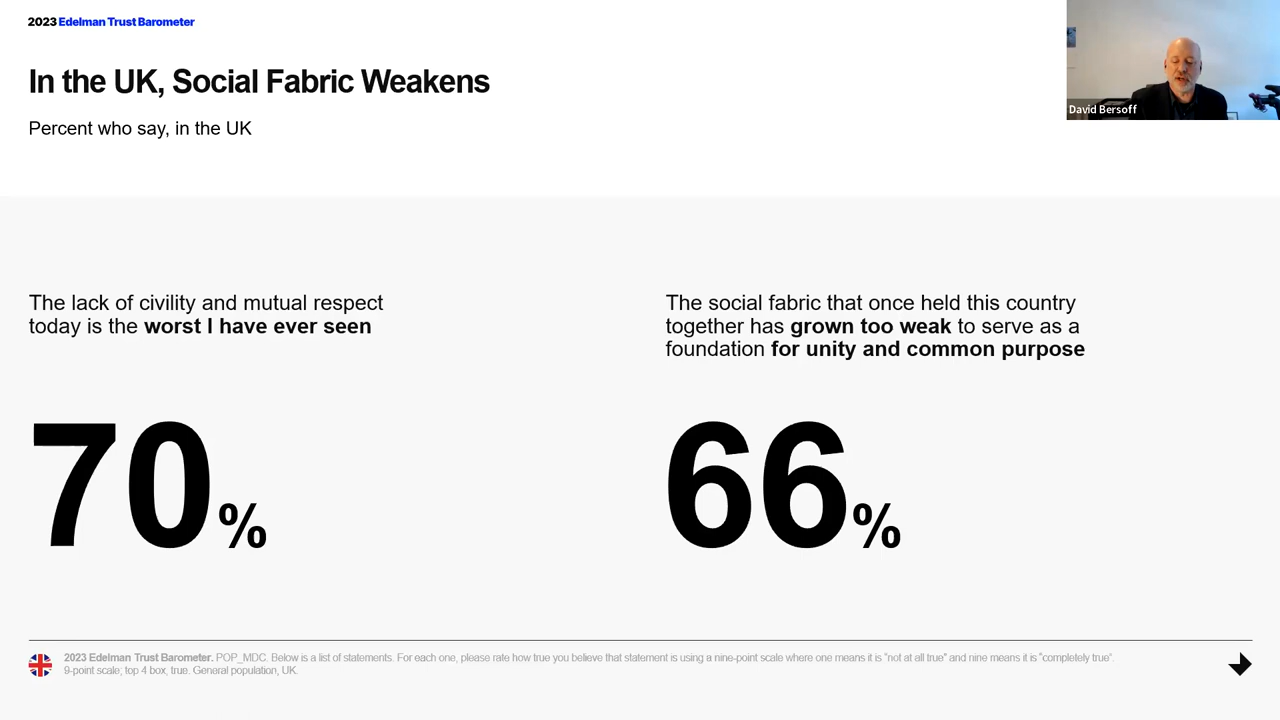 2023 Edelman Trust Barometer
In the UK, Social Fabric Weakens
Percent who say, in the UK
David Bersoff
The lack of civility and mutual respect
today is the worst I have ever seen
70%
The social fabric that once held this country
together has grown too weak to serve as a
foundation for unity and common purpose
66%
2023 Edelman Trust Barometer. POP_MDC. Below is a list of statements. For each one, please rate how true you believe that statement is using a nine-point scale where one means it is "not at all true" and nine means it is "completely true".
9-point scale; top 4 box, true. General population, UK.